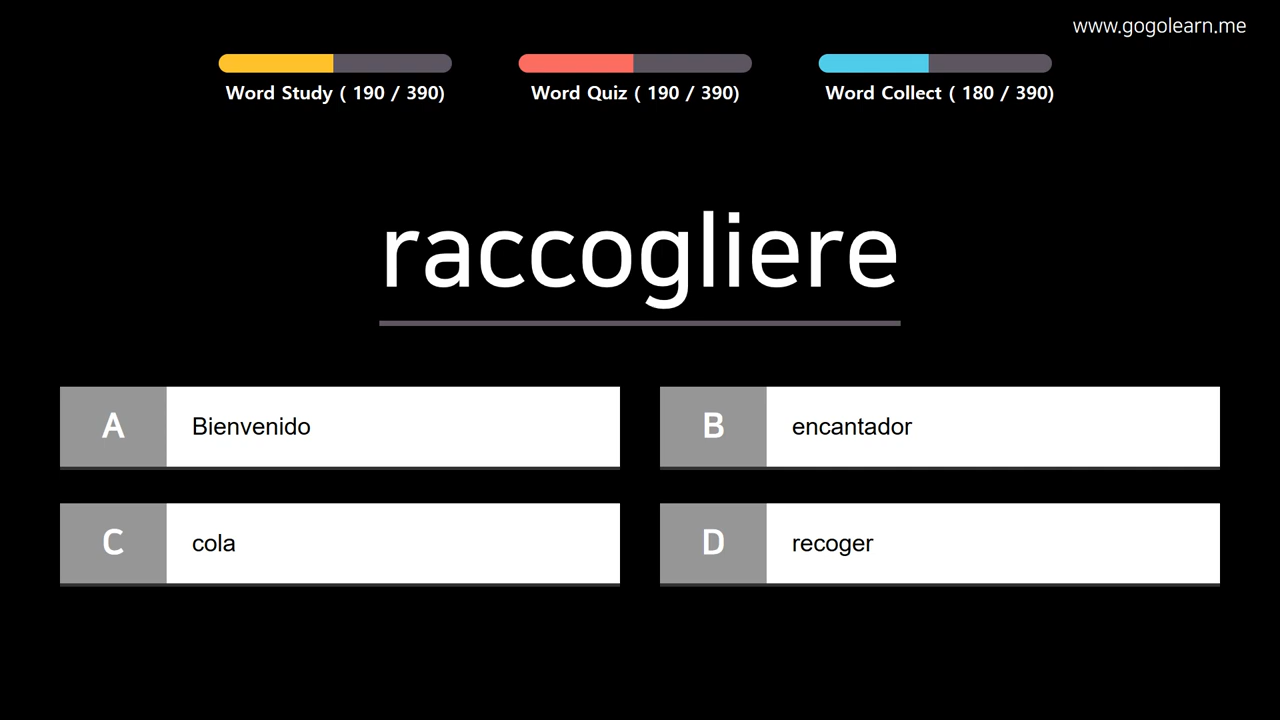 www.gogolearn.me
Word Study ( 190 / 390)
Word Quiz ( 190 / 390)
Word Collect ( 180 / 390)
raccogliere
A
Bienvenido
B
encantador
C
cola
D
recoger